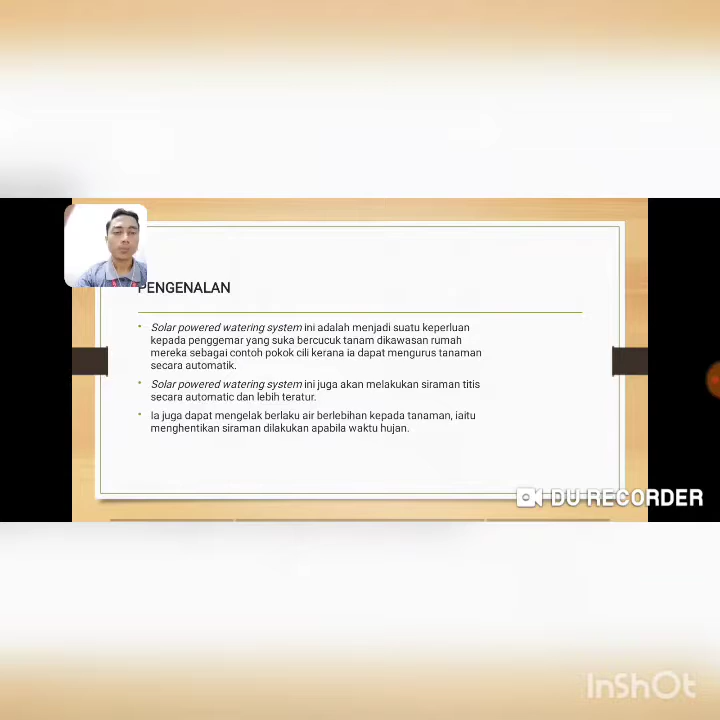 PENGENALAN
• Solar powered watering system ini adalah menjadi suatu keperluan
kepada penggemar yang suka bercucuk tanam dikawasan rumah
mereka sebagai contoh pokok cili kerana ia dapat mengurus tanaman
secara automatik.
• Solar powered watering system ini juga akan melakukan siraman titis
secara automatic dan lebih teratur.
• Ia juga dapat mengelak berlaku air berlebihan kepada tanaman, iaitu
menghentikan siraman dilakukan apabila waktu hujan.
DU RECORDER
InShOt